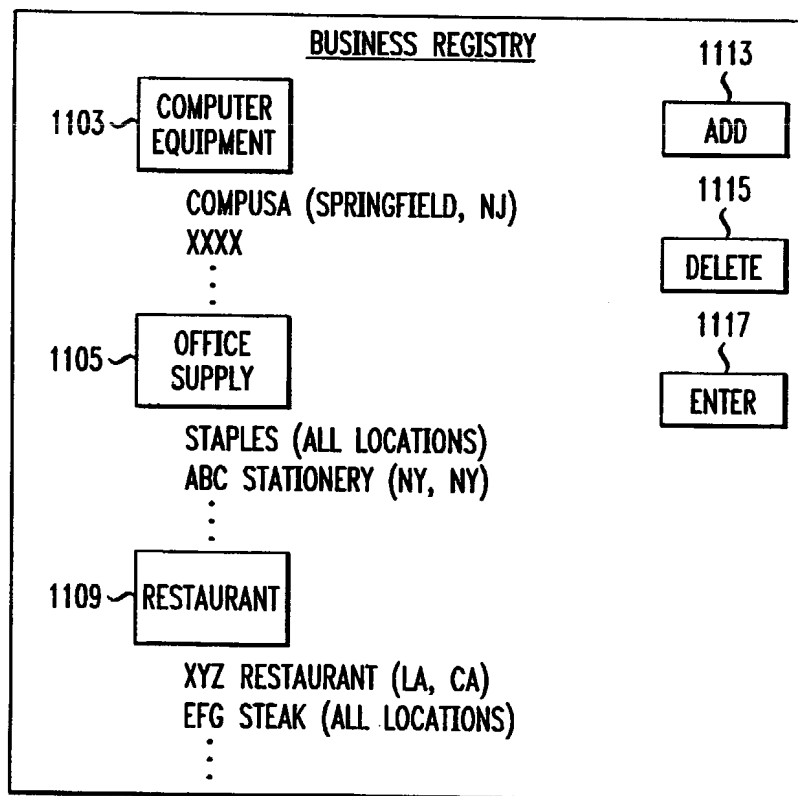 BUSINESS REGISTRY
1103
COMPUTER
EQUIPMENT
COMPUSA (SPRINGFIELD, NJ)
XXXX
1105
OFFICE
SUPPLY
STAPLES (ALL LOCATIONS)
ABC STATIONERY (NY, NY)
1109
RESTAURANT
XYZ RESTAURANT (LA, CA)
EFG STEAK (ALL LOCATIONS)
1113
ADD
1115
DELETE
1117
ENTER